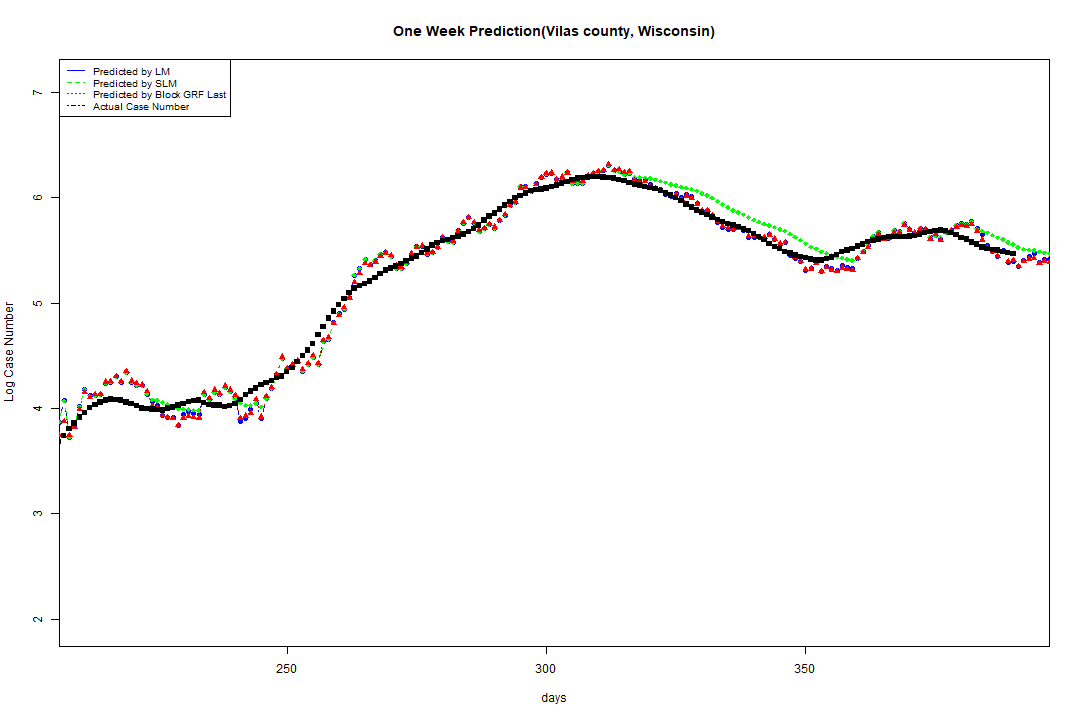 One Week Prediction(Vilas county, Wisconsin)
Predicted by LM
Predicted by SLM
Predicted by Block GRF Last
Actual Case Number
7
6
5
4
3
2
Log Case Number
250 300 350
days